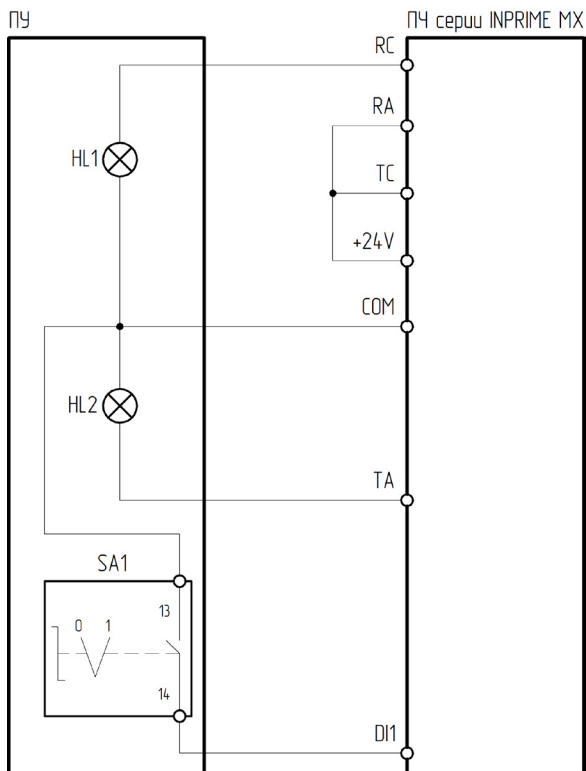 ПУ
ПЧ серии INPRIME MX
RC
RA
HL1
TC
+24V
COM
HL2
TA
SA1
13
0 1
14
DI1